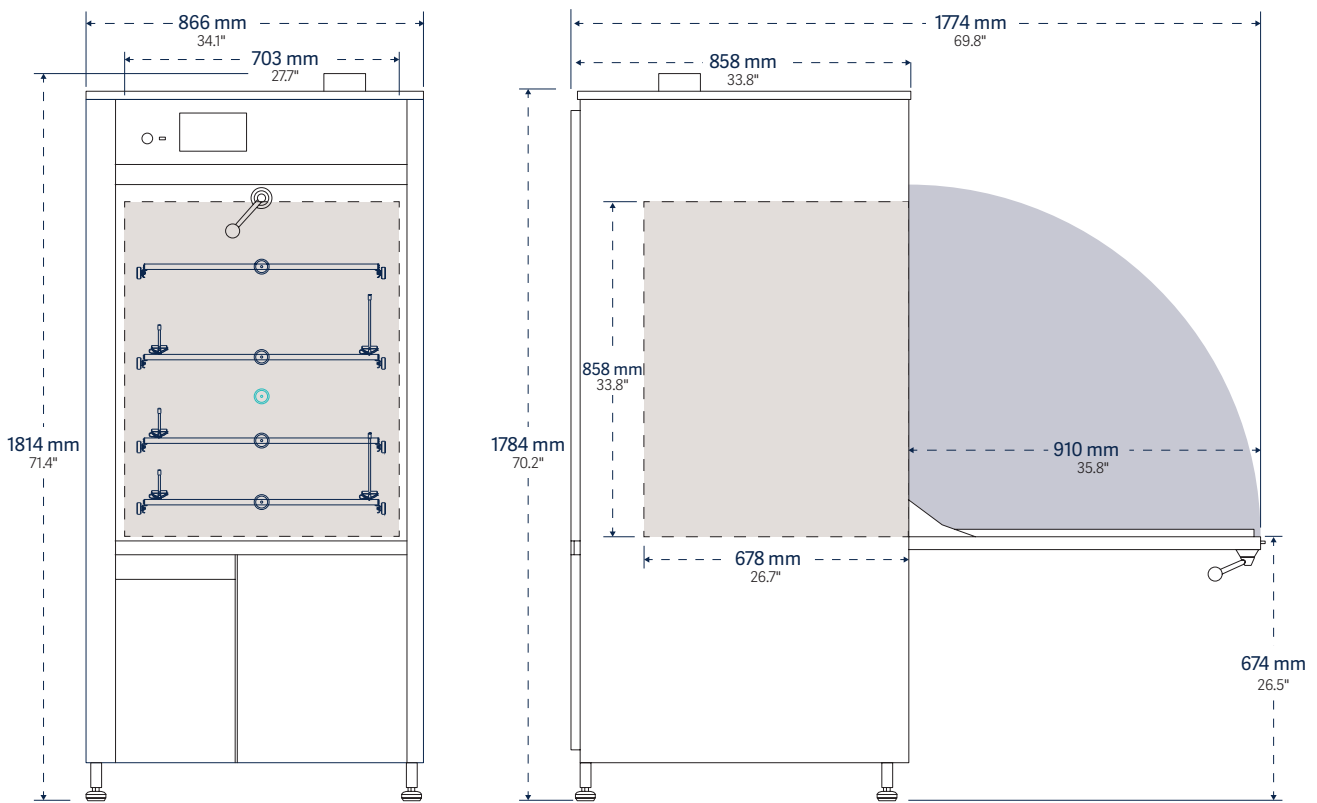 866 mm
34.1"
703 mm
27.7"
1814 mm
71.4"
1774 mm
69.8"
858 mm
33.8"
858 mm
33.8"
1784 mm
70.2"
910 mm
35.8"
678 mm
26.7"
674 mm
26.5"